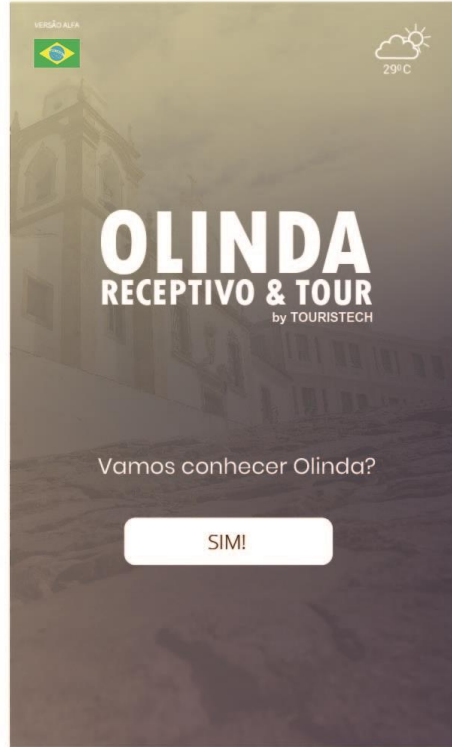 VERSÃO ALFA
29ºC
OLINDA
RECEPTIVO & TOUR
by TOURISTECH
Vamos conhecer Olinda?
SIM!